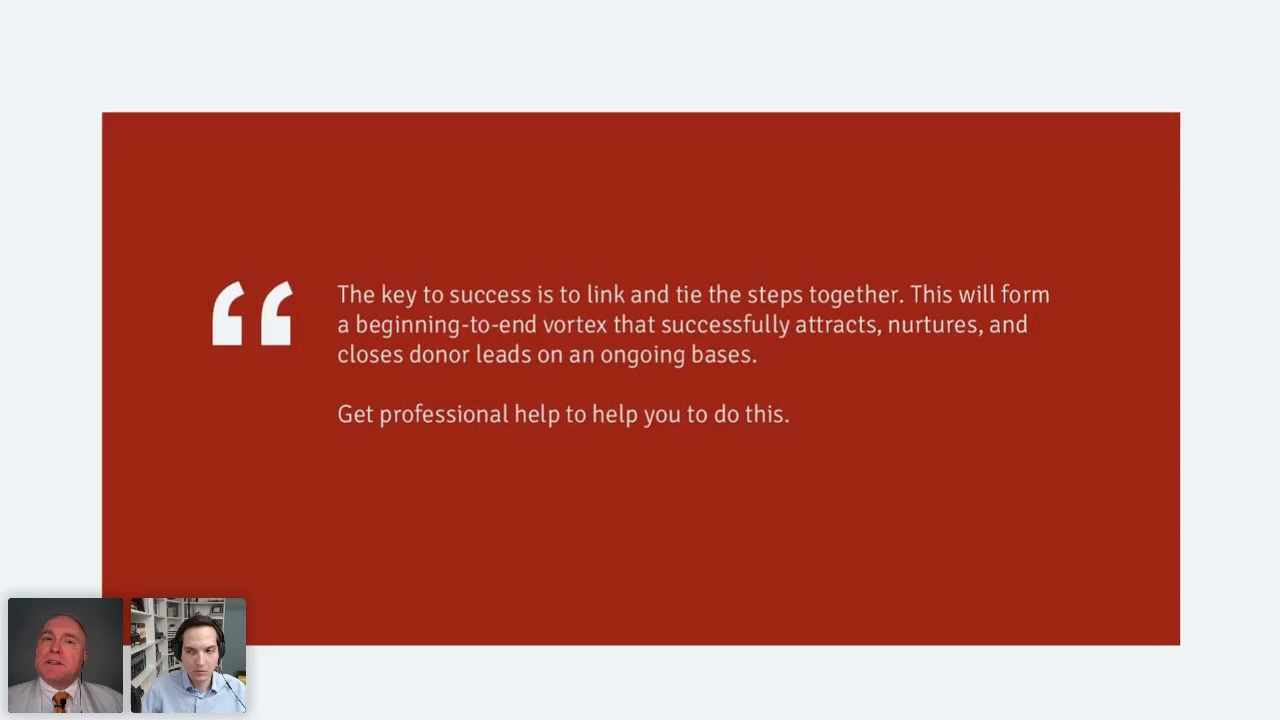 “
The key to success is to link and tie the steps together. This will form
a beginning-to-end vortex that successfully attracts, nurtures, and
closes donor leads on an ongoing bases.
Get professional help to help you to do this.